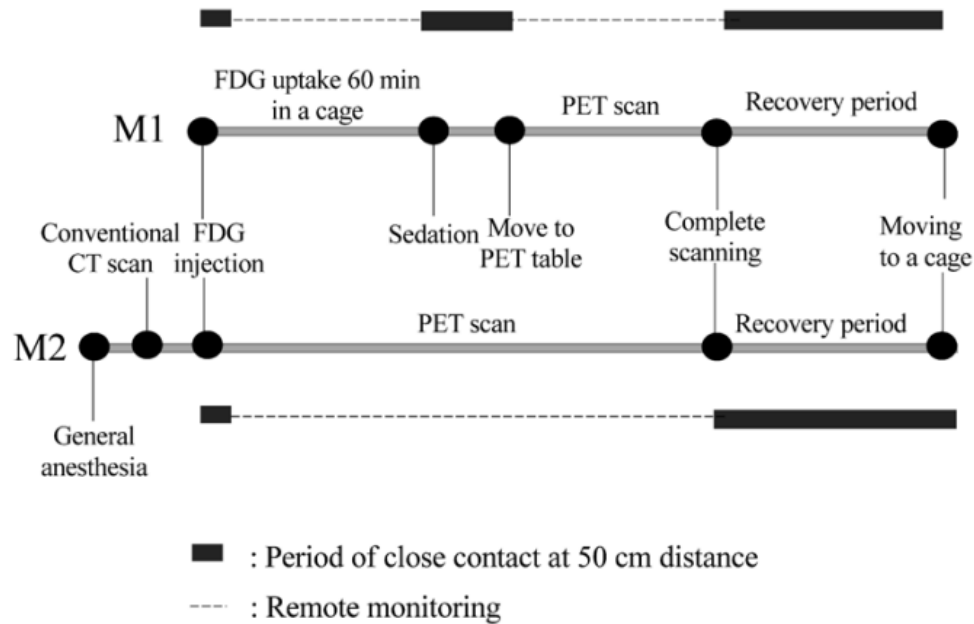 FDG uptake 60 min
in a cage
PET scan
Recovery period
M1
Conventional
CT scan
FDG
injection
Sedation
Move to
PET table
Complete
scanning
Moving
to a cage
PET scan
Recovery period
M2
General
anesthesia
: Period of close contact at 50 cm distance
: Remote monitoring